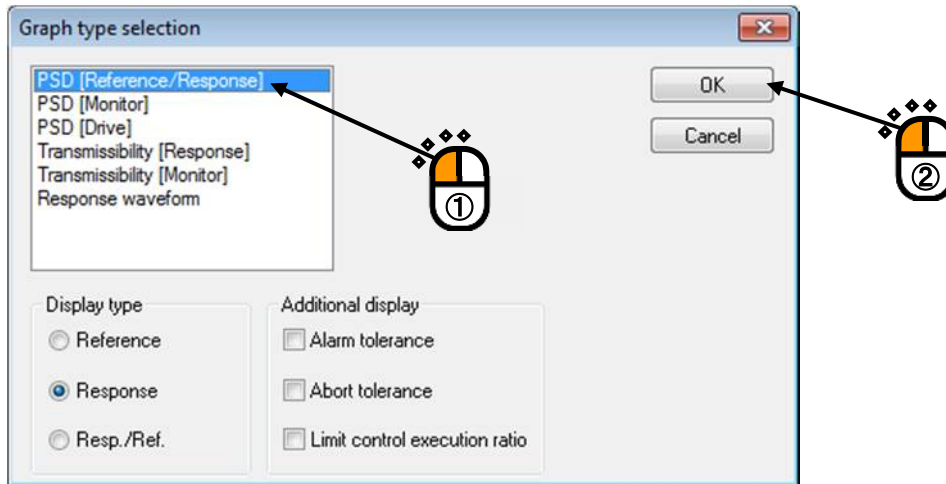 Graph type selection
PSD [Reference/Response]
PSD [Monitor]
PSD [Drive]
Transmissibility [Response]
Transmissibility [Monitor]
Response waveform
OK
Cancel
①
②
Display type
Reference
Response
Resp./Ref.
Additional display
Alarm tolerance
Abort tolerance
Limit control execution ratio